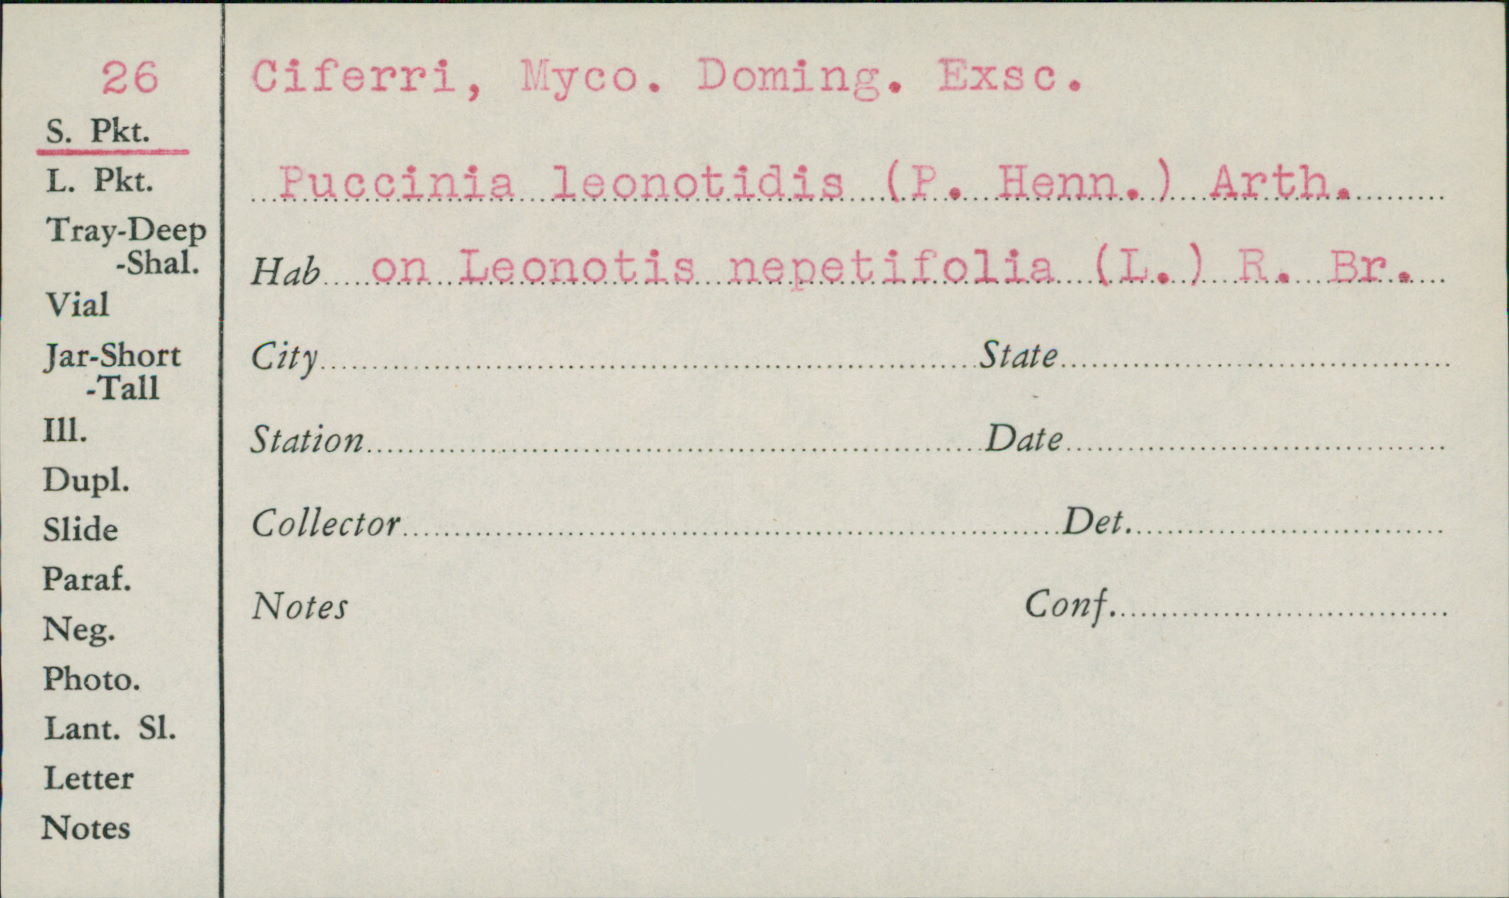 26
S. Pkt.
L. Pkt.
Tray-Deep
-Shal.
Vial
Jar-Short
-Tall
Ill.
Dupl.
Slide
Paraf.
Neg.
Photo.
Lant. Sl.
Letter
Notes
Ciferri, Myco. Doming. Exsc.
Puccinia leonotidis (P. Henn.) Arth.
Hab on Leonotis nepetifolia (L.) R. Br.
City State
Station Date
Collector Det.
Notes Conf.